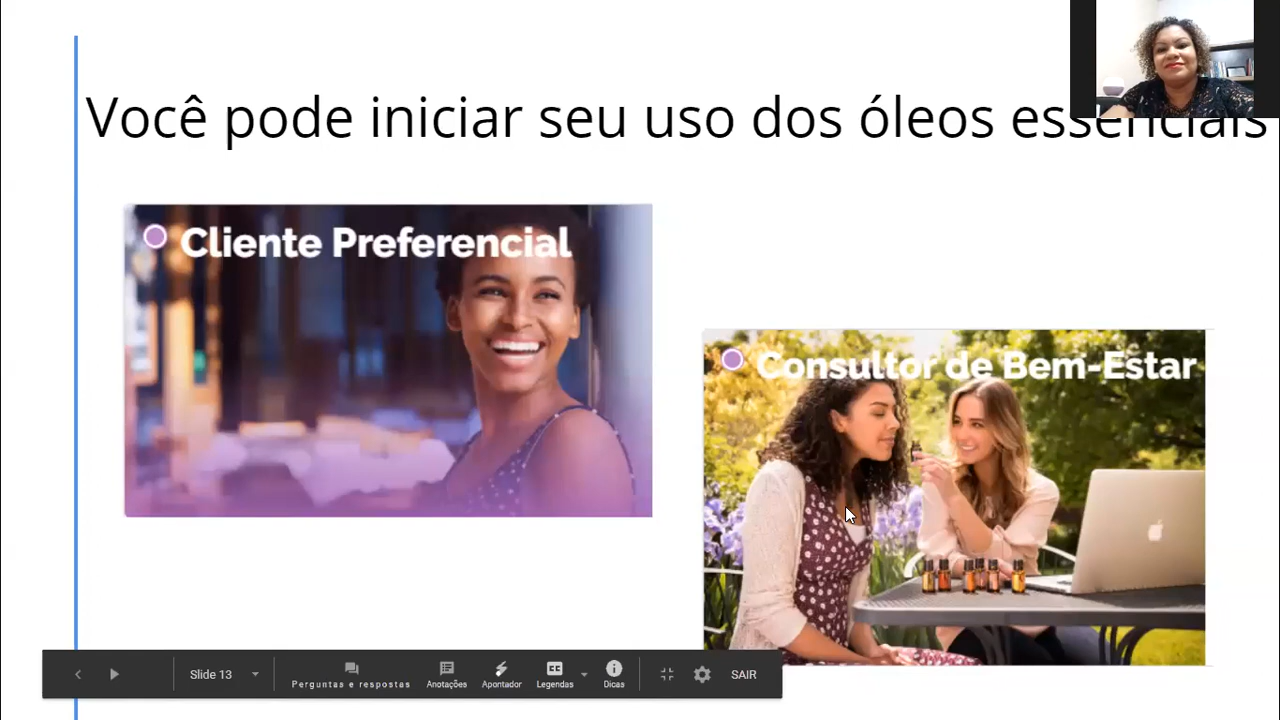 Você pode iniciar seu uso dos óleos essenciais
Cliente Preferencial
Consultor de Bem-Estar
Slide 13
Perguntas e respostas
Anotações
Apontador
Legendas
Dicas
SAIR